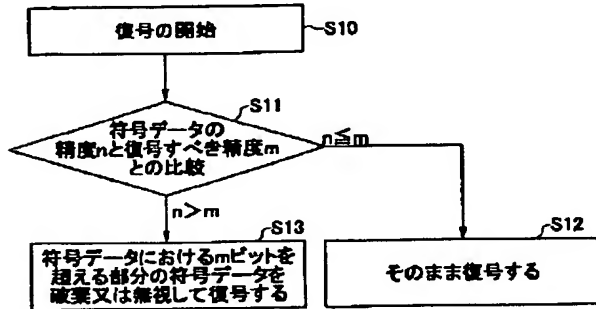 復号の開始
S10
S11
符号データの
精度nと復号すべき精度m
との比較
n≦m
n>m
S13
S12
符号データにおけるmビットを
超える部分の符号データを
破棄又は無視して復号する
そのまま復号する